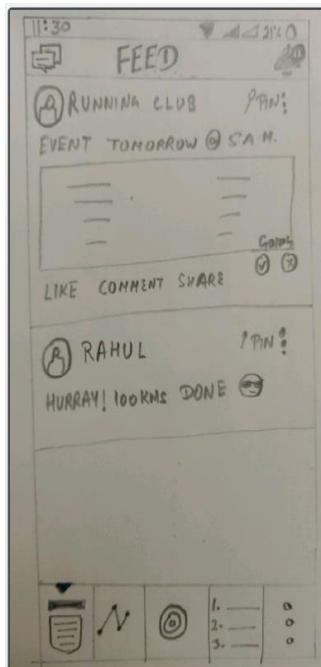 11:30 21%
FEED
RUNNING CLUB PIN
EVENT TOMORROW @ 5 A.M.
Going
LIKE COMMENT SHARE
RAHUL PIN
HURRAY! 100KMS DONE
1.
2.
3.